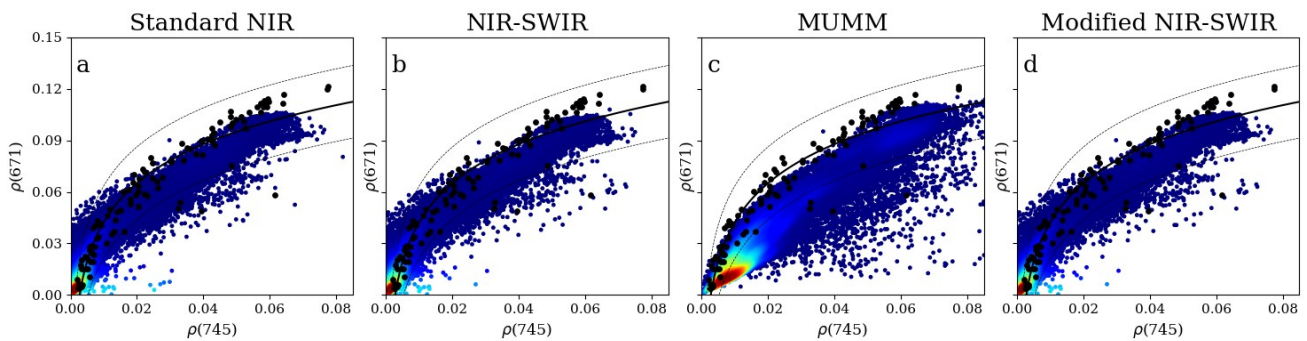 Standard NIR
NIR-SWIR
MUMM
Modified NIR-SWIR
a
b
c
d
0.15
0.12
0.09
0.06
0.03
0.00
ρ(671)
ρ(671)
ρ(671)
ρ(671)
0.00 0.02 0.04 0.06 0.08
0.00 0.02 0.04 0.06 0.08
0.00 0.02 0.04 0.06 0.08
0.00 0.02 0.04 0.06 0.08
ρ(745)
ρ(745)
ρ(745)
ρ(745)